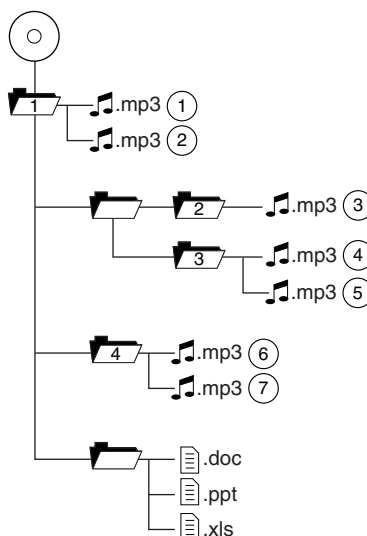 1 .mp3 1
.mp3 2
2 .mp3 3
3 .mp3 4
.mp3 5
4 .mp3 6
.mp3 7
.doc
.ppt
.xls